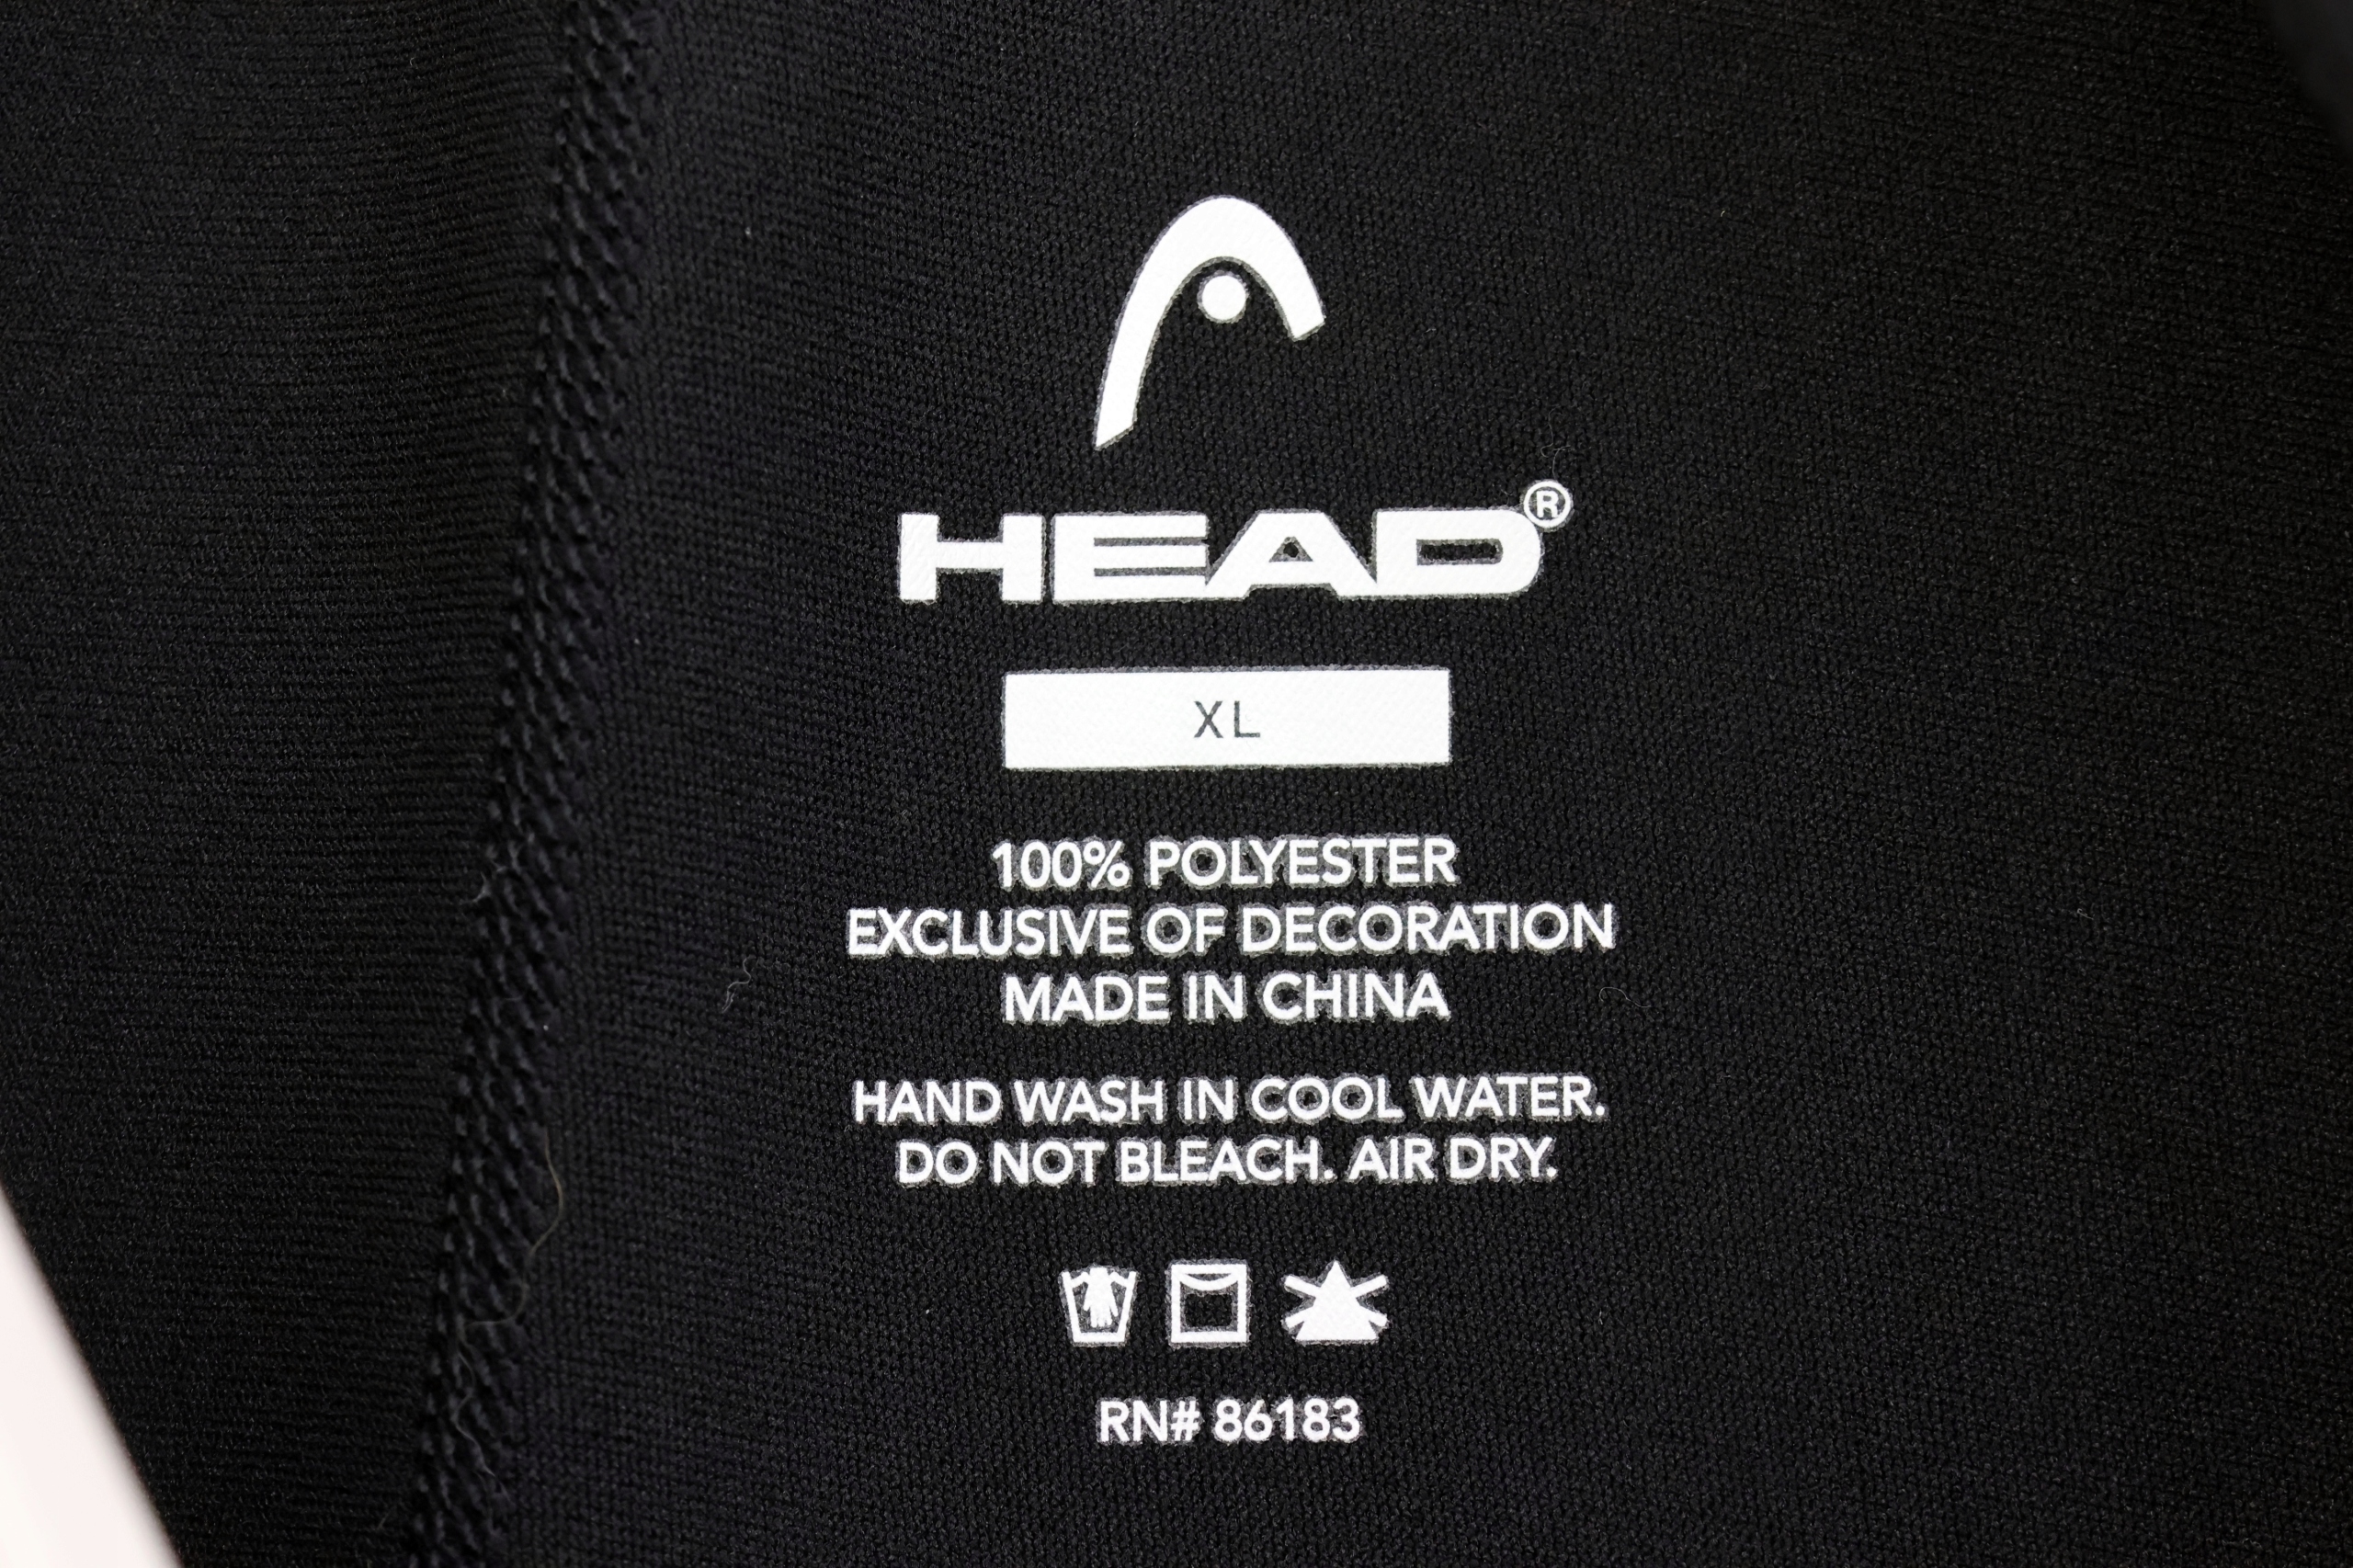 HEAD®
XL
100% POLYESTER
EXCLUSIVE OF DECORATION
MADE IN CHINA
HAND WASH IN COOL WATER.
DO NOT BLEACH. AIR DRY.
RN# 86183